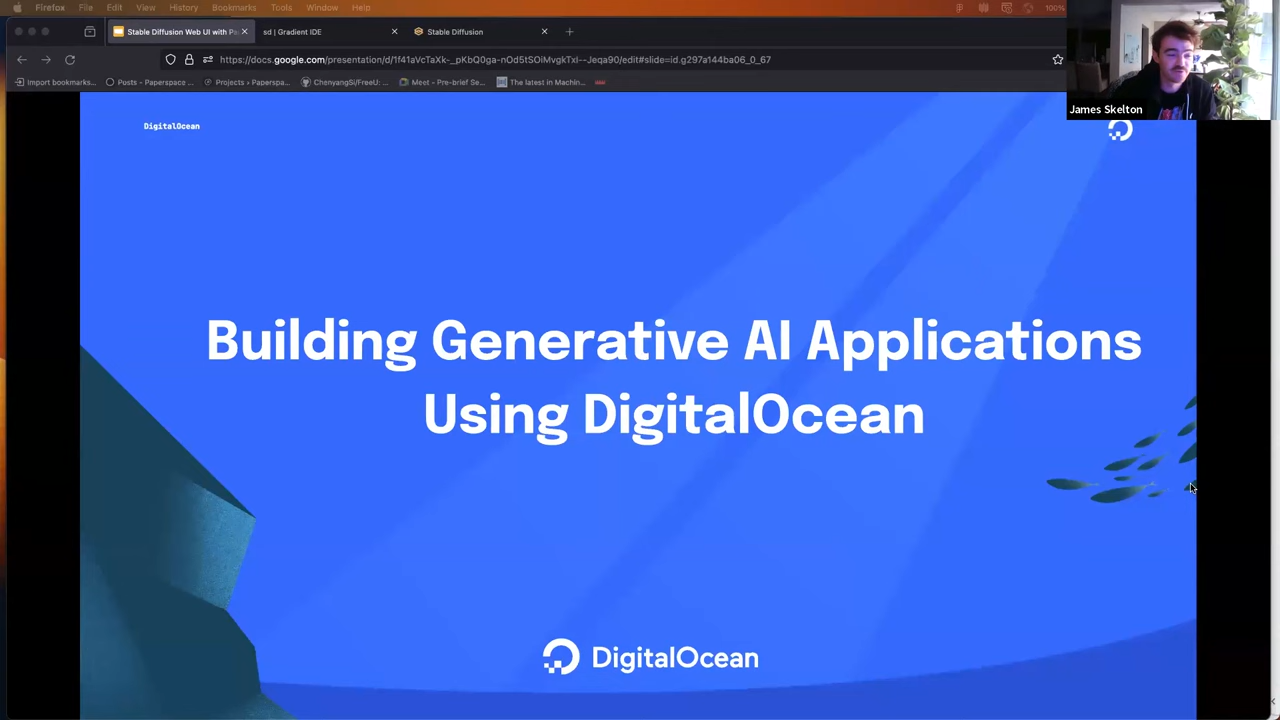 Firefox File Edit View History Bookmarks Tools Window Help 100%
Stable Diffusion Web UI with Pa
sd | Gradient IDE
Stable Diffusion
https://docs.google.com/presentation/d/1f41aVcTaXk-_pKbQ0ga-nOd5tSOiMvgkTxl--Jeqa90/edit#slide=id.g297a144ba06_0_67
Import bookmarks...
Posts - Paperspace ...
Projects › Paperspa...
ChenyangSi/FreeU: ...
Meet - Pre-brief Se...
The latest in Machin...
James Skelton
DigitalOcean
Building Generative AI Applications
Using DigitalOcean
DigitalOcean